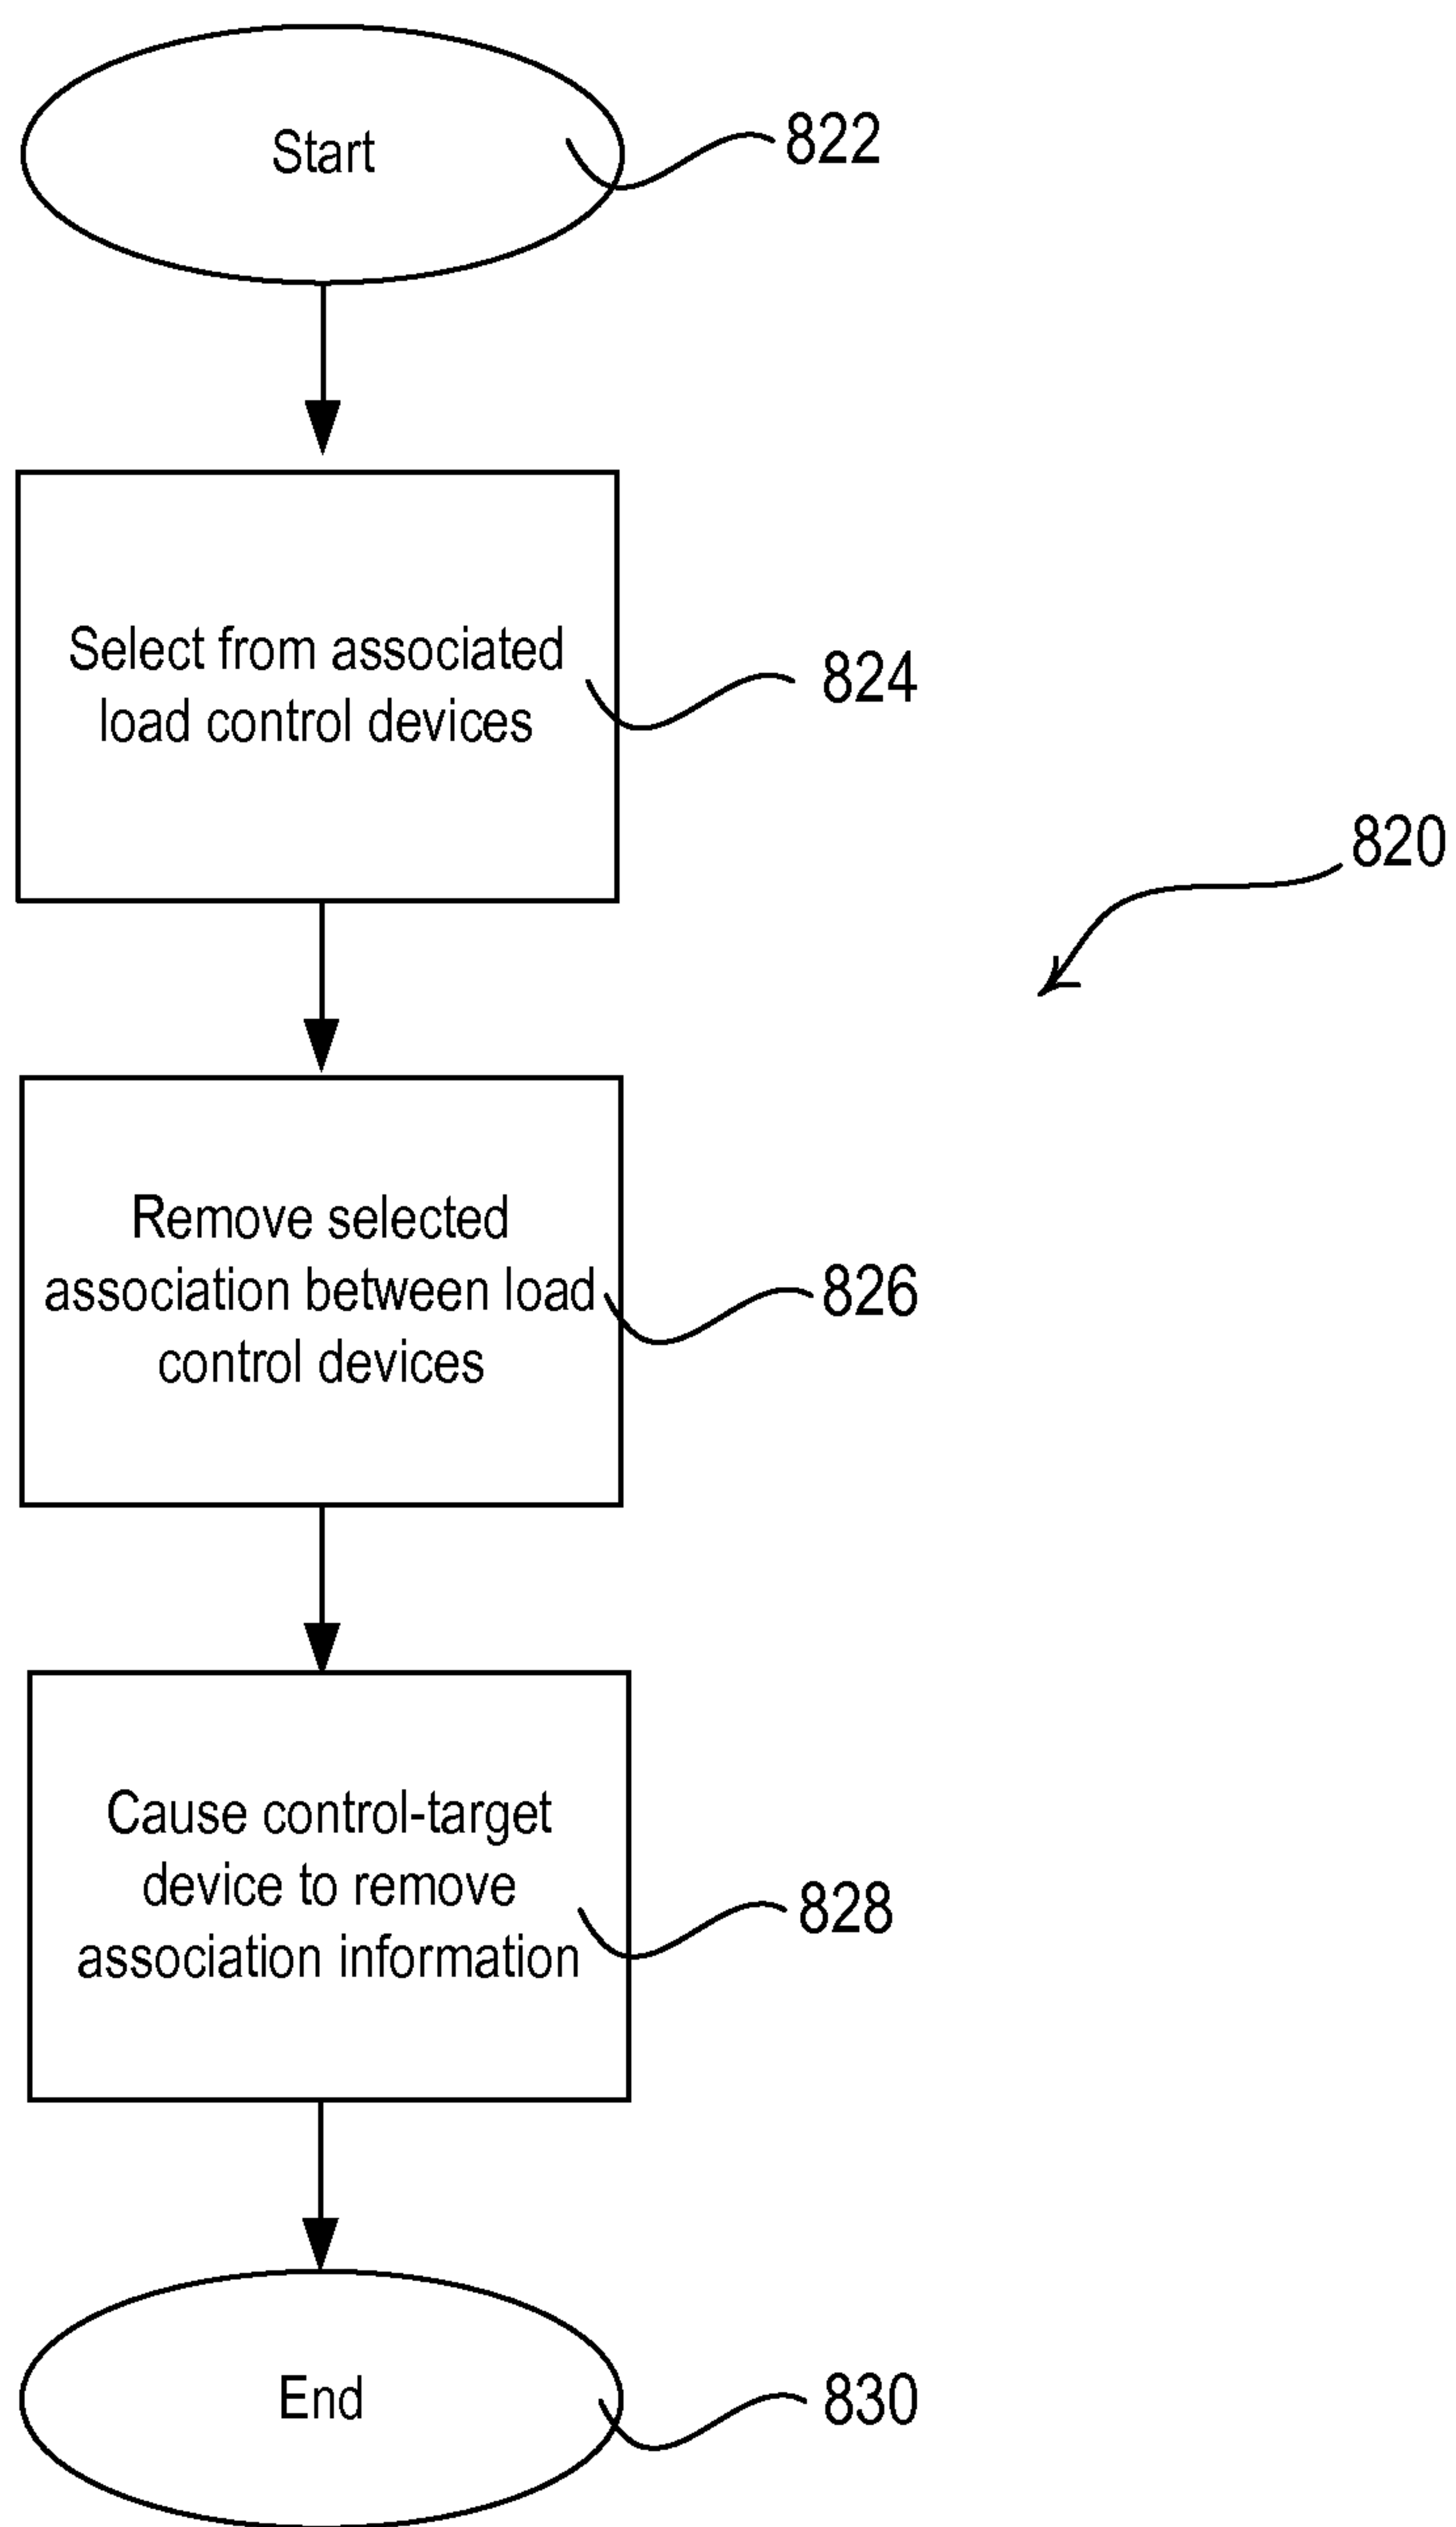 Start
822
Select from associated
load control devices
824
820
Remove selected
association between load
control devices
826
Cause control-target
device to remove
association information
828
End
830